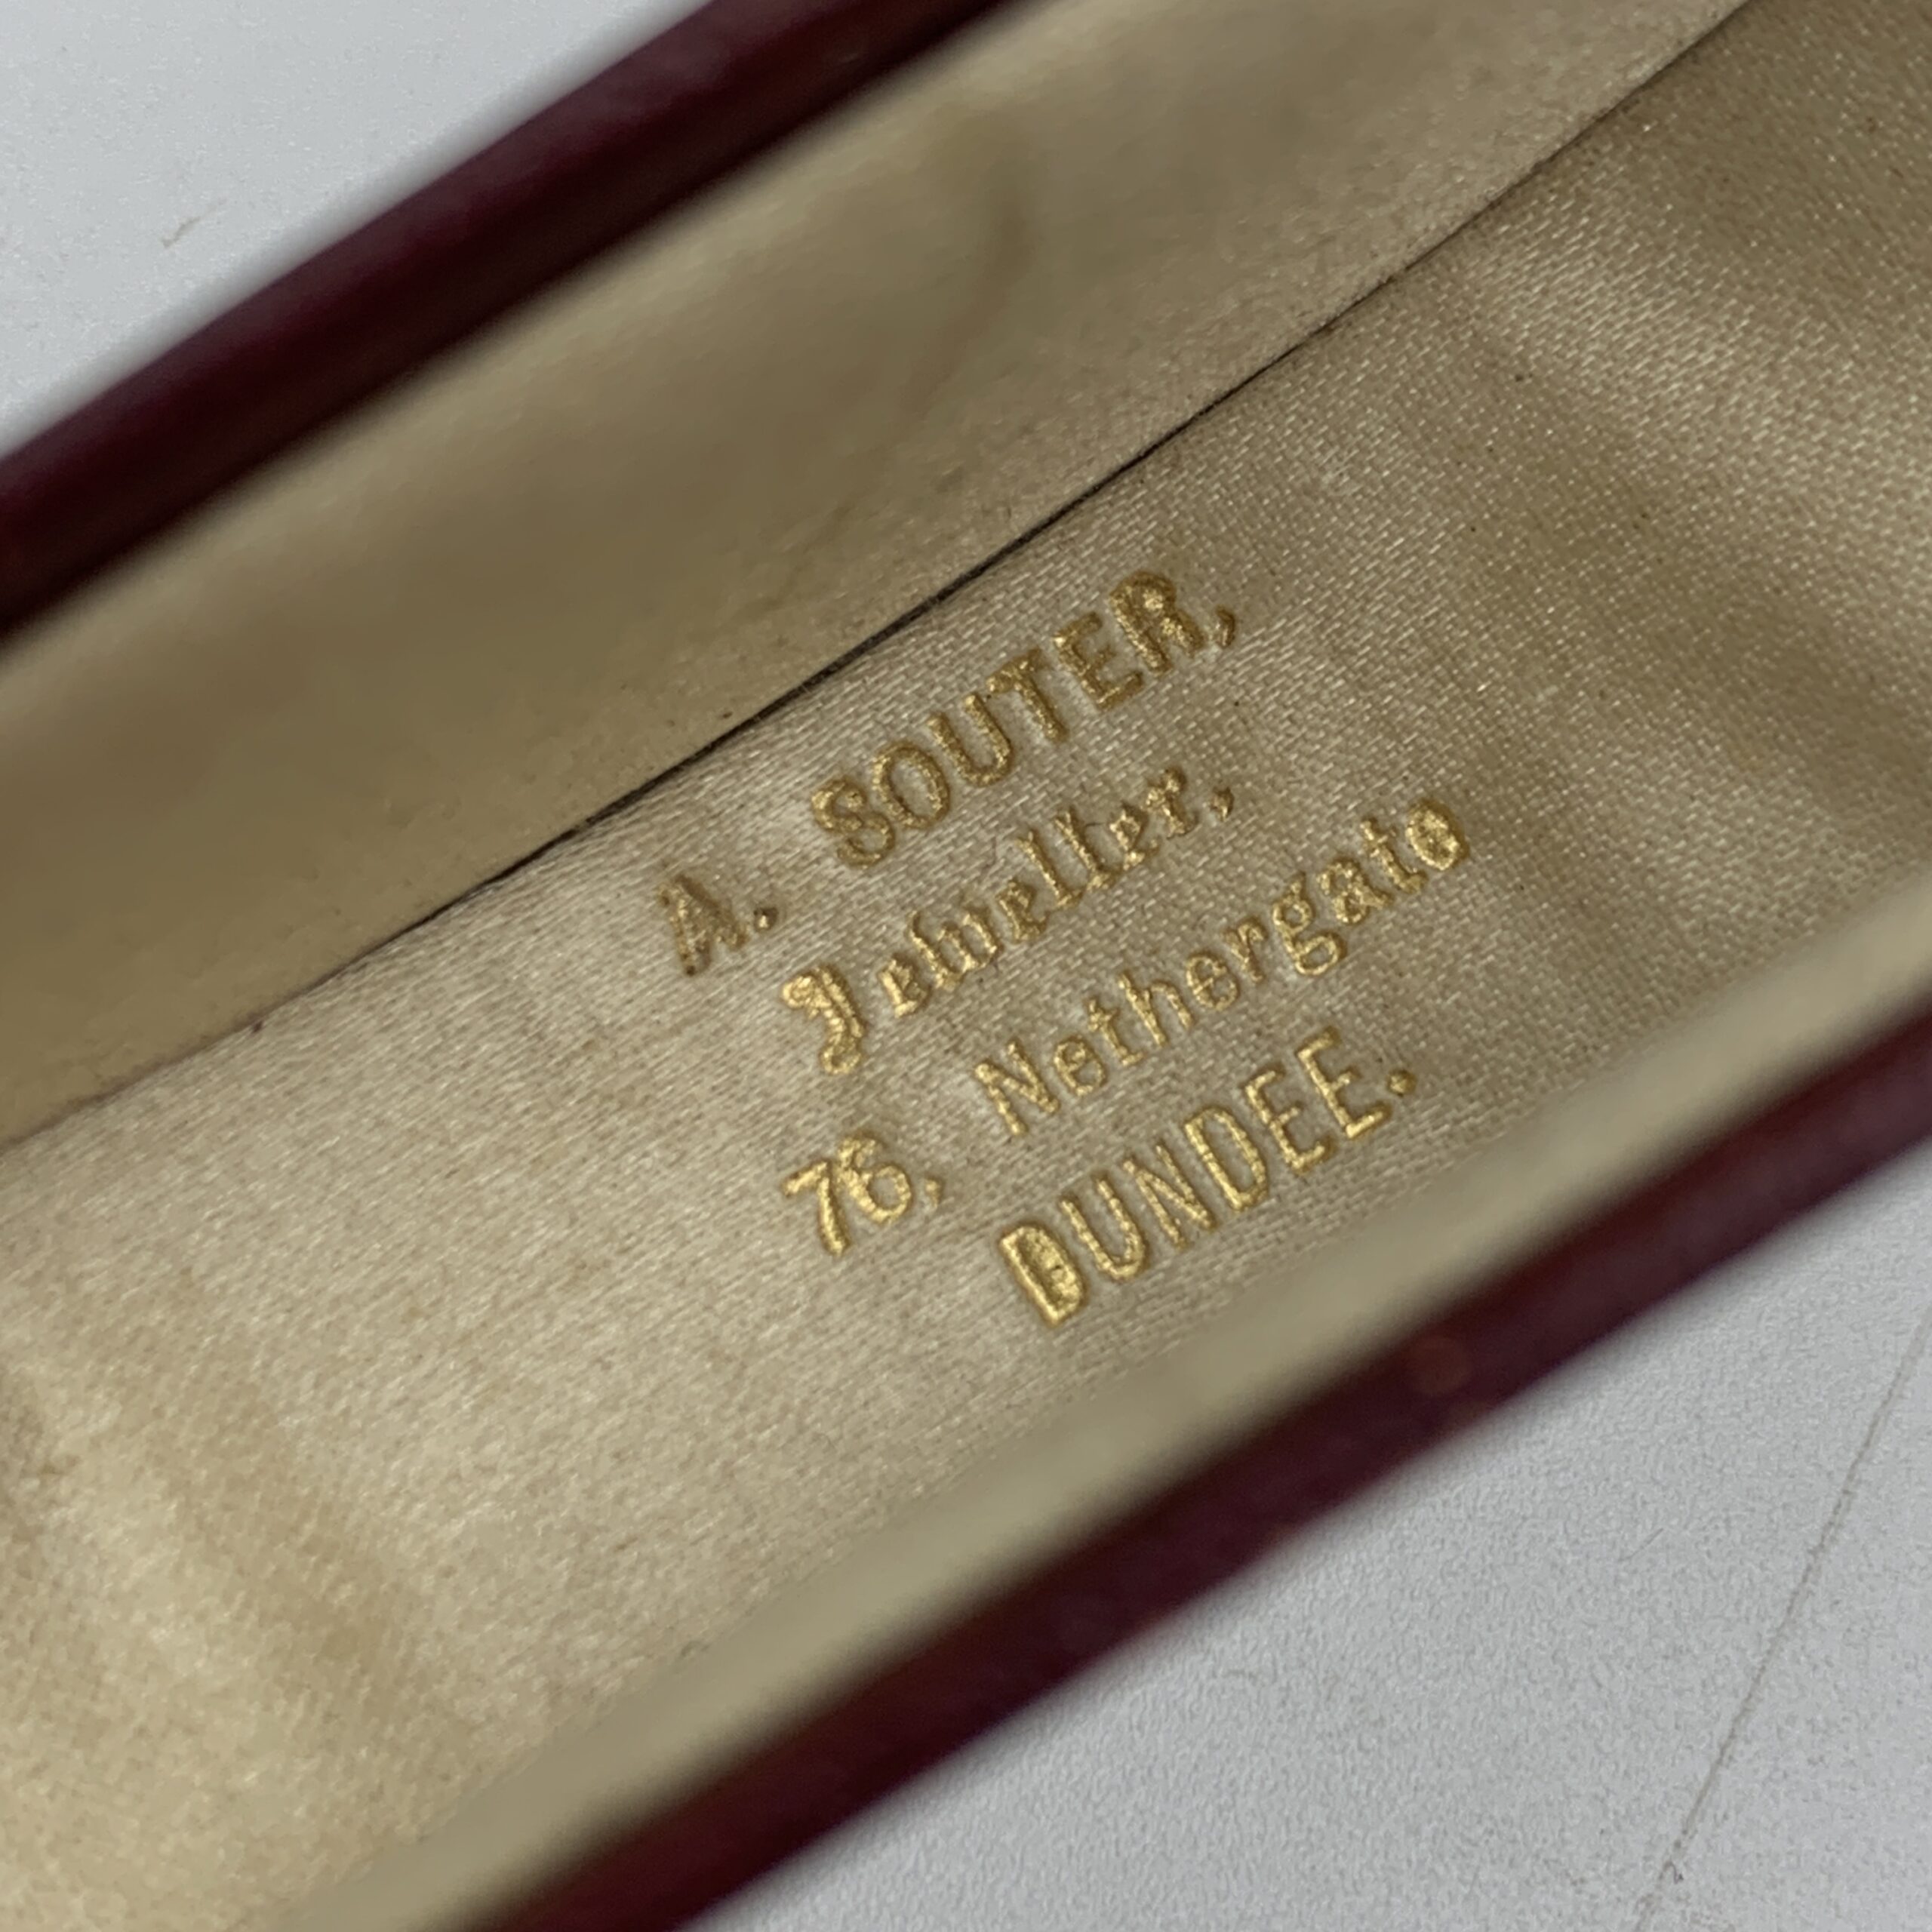 A. SOUTER,
Jeweller,
76, Nethergate
DUNDEE.